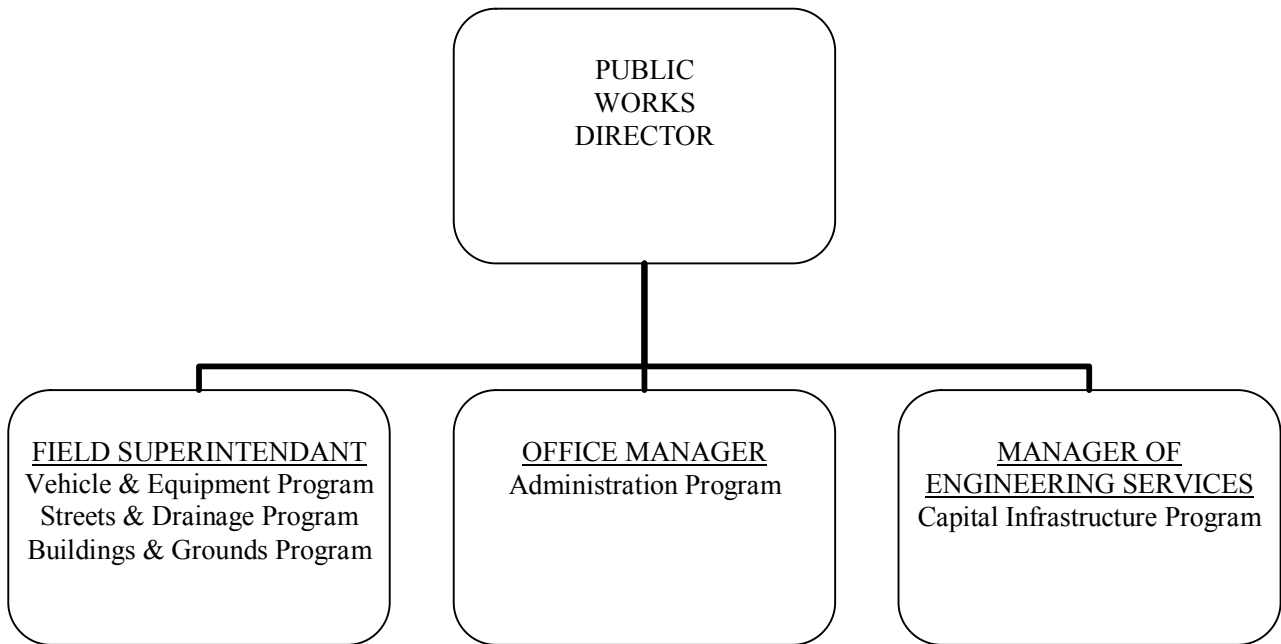 PUBLIC
WORKS
DIRECTOR
FIELD SUPERINTENDANT
Vehicle & Equipment Program
Streets & Drainage Program
Buildings & Grounds Program
OFFICE MANAGER
Administration Program
MANAGER OF
ENGINEERING SERVICES
Capital Infrastructure Program